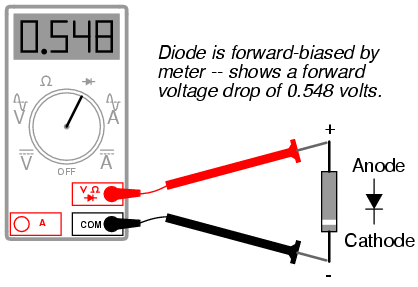 0.548
Diode is forward-biased by
meter -- shows a forward
voltage drop of 0.548 volts.
Ω
V
A
V
A
OFF
V Ω
A
COM
+
Anode
Cathode
-